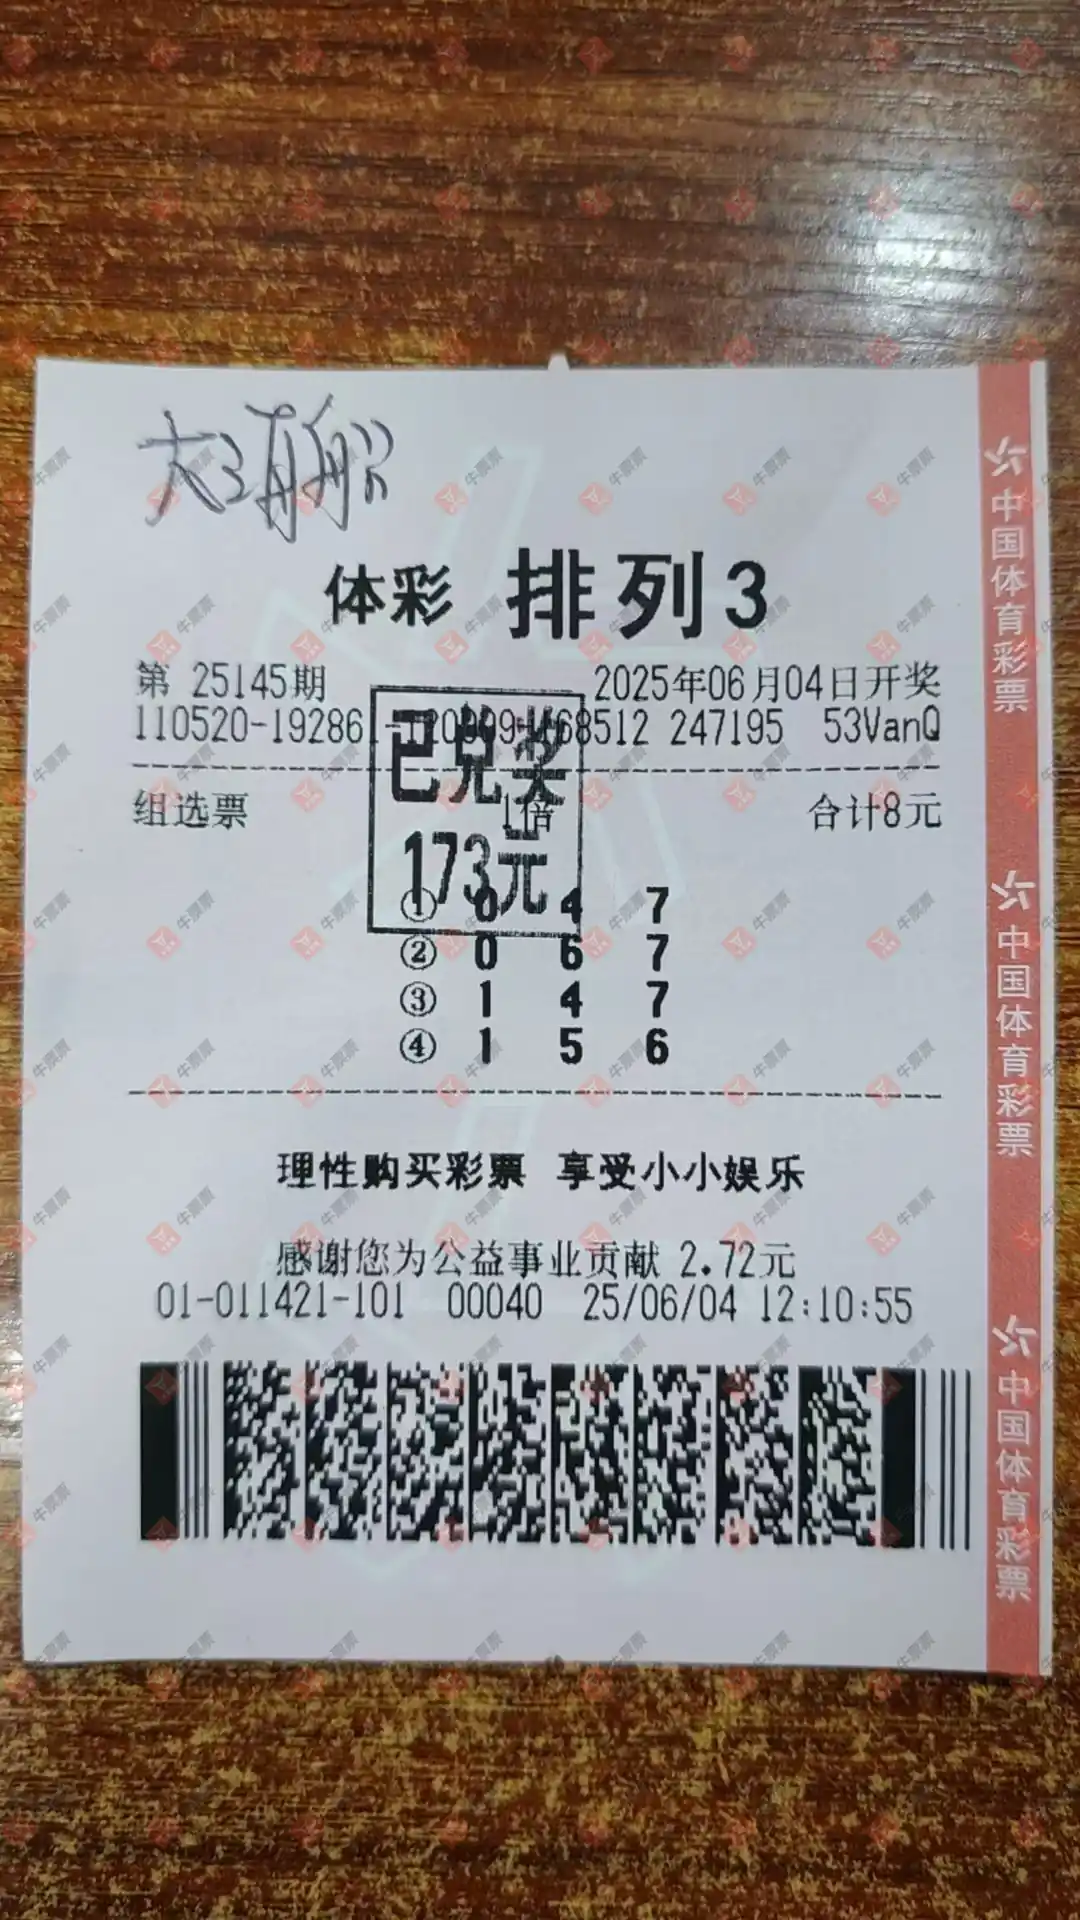 体彩 排列3
第 25145期 2025年06月04日开奖
110520-19286 68512 247195 53VanQ
已兑奖
173元
组选票 1倍 合计8元
① 0 4 7
② 0 6 7
③ 1 4 7
④ 1 5 6
理性购买彩票 享受小小娱乐
感谢您为公益事业贡献 2.72元
01-011421-101 00040 25/06/04 12:10:55
中国体育彩票
中国体育彩票
中国体育彩票
牛票票